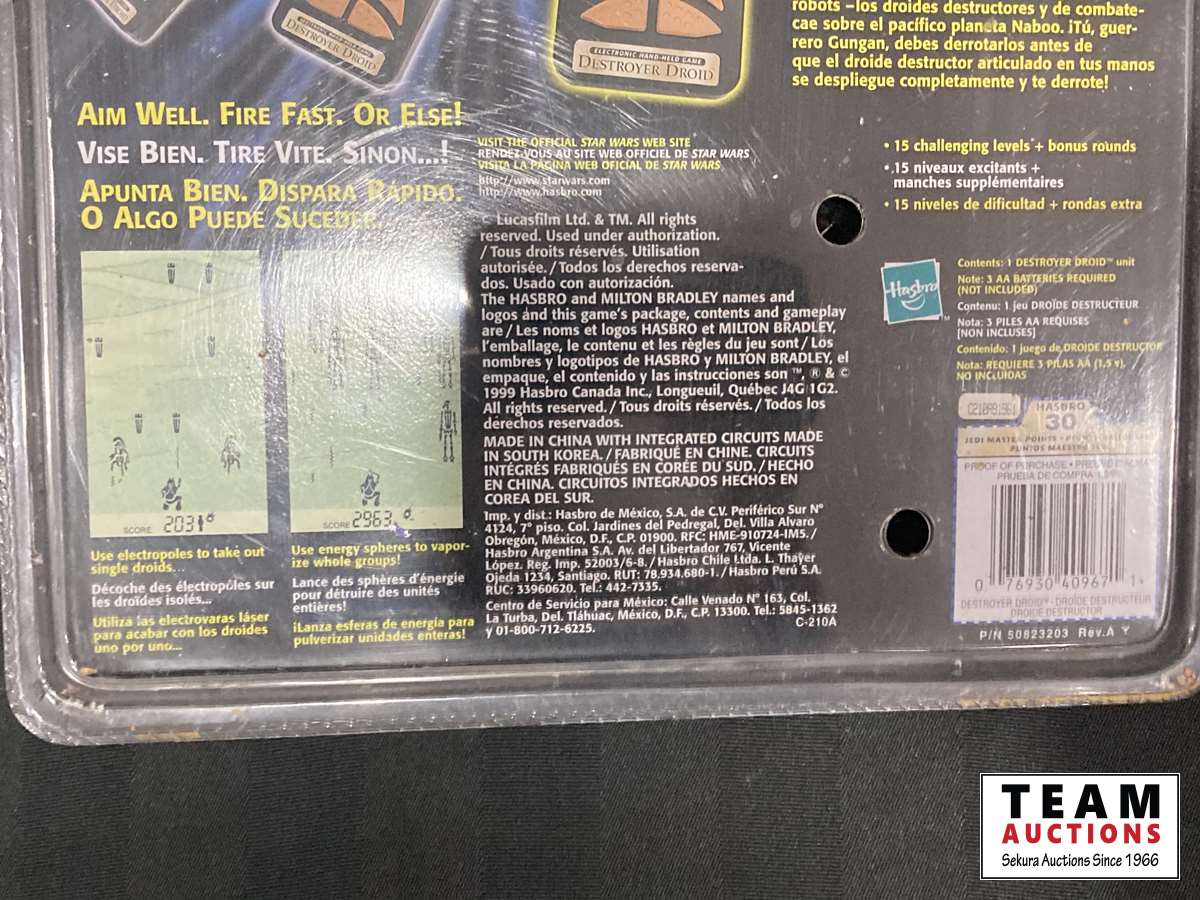 robots –los droides destructores y de combate-
cae sobre el pacífico planeta Naboo. ¡Tú, guer-
rero Gungan, debes derrotarlos antes de
que el droide destructor articulado en tus manos
se despliegue completamente y te derrote!
ELECTRONIC HAND-HELD GAME
DESTROYER DROID
ELECTRONIC HAND-HELD GAME
DESTROYER DROID
AIM WELL. FIRE FAST. OR ELSE!
VISE BIEN. TIRE VITE. SINON...!
APUNTA BIEN. DISPARA RÁPIDO.
O ALGO PUEDE SUCEDER.
VISIT THE OFFICIAL STAR WARS WEB SITE
RENDEZ-VOUS AU SITE WEB OFFICIEL DE STAR WARS
VISITA LA PÁGINA WEB OFICIAL DE STAR WARS
http://www.starwars.com
http://www.hasbro.com
• 15 challenging levels + bonus rounds
• 15 niveaux excitants +
manches supplémentaires
• 15 niveles de dificultad + rondas extra
© Lucasfilm Ltd. & TM. All rights
reserved. Used under authorization.
/ Tous droits réservés. Utilisation
autorisée. / Todos los derechos reserva-
dos. Usado con autorización.
The HASBRO and MILTON BRADLEY names and
logos and this game's package, contents and gameplay
are / Les noms et logos HASBRO et MILTON BRADLEY,
l'emballage, le contenu et les règles du jeu sont / Los
nombres y logotipos de HASBRO y MILTON BRADLEY, el
empaque, el contenido y las instrucciones son ™, ® & ©
1999 Hasbro Canada Inc., Longueuil, Québec J4G 1G2.
All rights reserved. / Tous droits réservés. / Todos los
derechos reservados.
MADE IN CHINA WITH INTEGRATED CIRCUITS MADE
IN SOUTH KOREA. / FABRIQUÉ EN CHINE. CIRCUITS
INTÉGRÉS FABRIQUÉS EN CORÉE DU SUD. / HECHO
EN CHINA. CIRCUITOS INTEGRADOS HECHOS EN
COREA DEL SUR.
Imp. y dist.: Hasbro de México, S.A. de C.V. Periférico Sur N°
4124, 7° piso. Col. Jardines del Pedregal, Del. Villa Alvaro
Obregón, México, D.F., C.P. 01900. RFC: HME-910724-IM5. /
Hasbro Argentina S.A. Av. del Libertador 767, Vicente
López. Reg. Imp. 52003/6-8. / Hasbro Chile Ltda. L. Thayer
Ojeda 1234, Santiago. RUT: 78.934.680-1. / Hasbro Perú S.A.
RUC: 33960620. Tel.: 442-7335.
Centro de Servicio para México: Calle Venado N° 163, Col.
La Turba, Del. Tláhuac, México, D.F., C.P. 13300. Tel.: 5845-1362
y 01-800-712-6225.
C-210A
SCORE 203
SCORE 2963
Use electropoles to take out
single droids...
Décoche des électropôles sur
les droïdes isolés...
Utiliza las electrovaras láser
para acabar con los droides
uno por uno...
Use energy spheres to vapor-
ize whole groups!
Lance des sphères d'énergie
pour détruire des unités
entières!
¡Lanza esferas de energía para
pulverizar unidades enteras!
Hasbro
Contents: 1 DESTROYER DROID™ unit
Note: 3 AA BATTERIES REQUIRED
(NOT INCLUDED)
Contenu: 1 jeu DROÏDE DESTRUCTEUR
Nota: 3 PILES AA REQUISES
[NON INCLUSES]
Contenido: 1 juego de DROIDE DESTRUCTOR
Nota: REQUIERE 3 PILAS AA (1,5 v),
NO INCLUIDAS
HASBRO
30
JEDI MASTER POINTS •
PUNTOS MAESTRO
PROOF OF PURCHASE •
PRUEBA DE COMPRA
0 76930 40967 1
DESTROYER DROID™ • DROÏDE DESTRUCTEUR
DROIDE DESTRUCTOR
P/N 50823203 Rev.A Y
TEAM
AUCTIONS
Sekura Auctions Since 1966